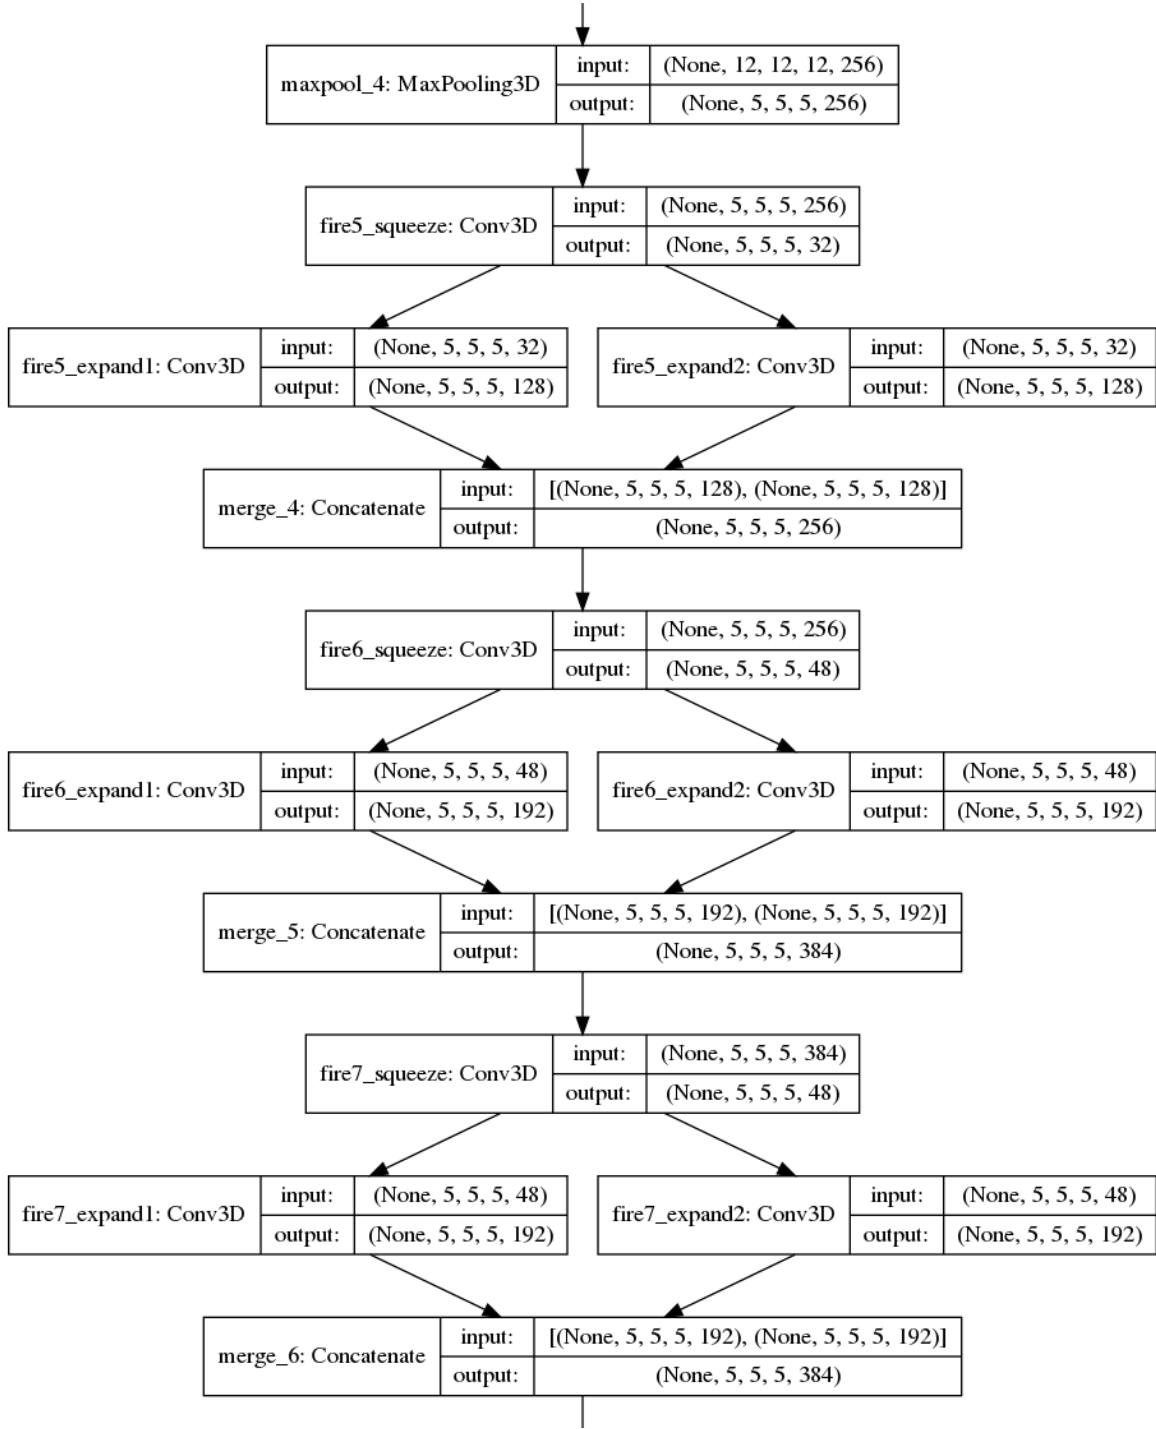 maxpool_4: MaxPooling3D
input: (None, 12, 12, 12, 256)
output: (None, 5, 5, 5, 256)
fire5_squeeze: Conv3D
input: (None, 5, 5, 5, 256)
output: (None, 5, 5, 5, 32)
fire5_expand1: Conv3D
input: (None, 5, 5, 5, 32)
output: (None, 5, 5, 5, 128)
fire5_expand2: Conv3D
input: (None, 5, 5, 5, 32)
output: (None, 5, 5, 5, 128)
merge_4: Concatenate
input: [(None, 5, 5, 5, 128), (None, 5, 5, 5, 128)]
output: (None, 5, 5, 5, 256)
fire6_squeeze: Conv3D
input: (None, 5, 5, 5, 256)
output: (None, 5, 5, 5, 48)
fire6_expand1: Conv3D
input: (None, 5, 5, 5, 48)
output: (None, 5, 5, 5, 192)
fire6_expand2: Conv3D
input: (None, 5, 5, 5, 48)
output: (None, 5, 5, 5, 192)
merge_5: Concatenate
input: [(None, 5, 5, 5, 192), (None, 5, 5, 5, 192)]
output: (None, 5, 5, 5, 384)
fire7_squeeze: Conv3D
input: (None, 5, 5, 5, 384)
output: (None, 5, 5, 5, 48)
fire7_expand1: Conv3D
input: (None, 5, 5, 5, 48)
output: (None, 5, 5, 5, 192)
fire7_expand2: Conv3D
input: (None, 5, 5, 5, 48)
output: (None, 5, 5, 5, 192)
merge_6: Concatenate
input: [(None, 5, 5, 5, 192), (None, 5, 5, 5, 192)]
output: (None, 5, 5, 5, 384)